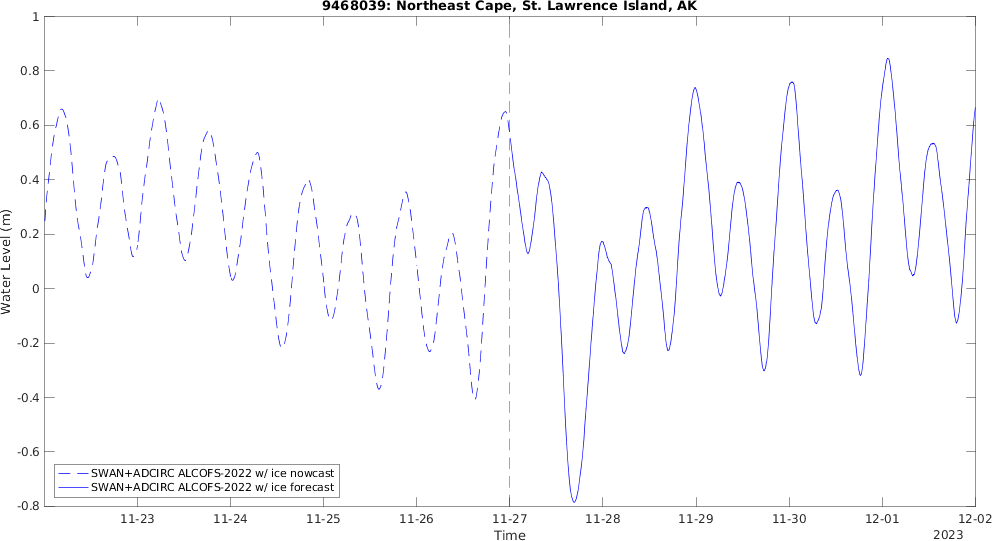 9468039: Northeast Cape, St. Lawrence Island, AK
Water Level (m)
1
0.8
0.6
0.4
0.2
0
-0.2
-0.4
-0.6
-0.8
SWAN+ADCIRC ALCOFS-2022 w/ ice nowcast
SWAN+ADCIRC ALCOFS-2022 w/ ice forecast
11-23 11-24 11-25 11-26 11-27 11-28 11-29 11-30 12-01 12-02
Time
2023